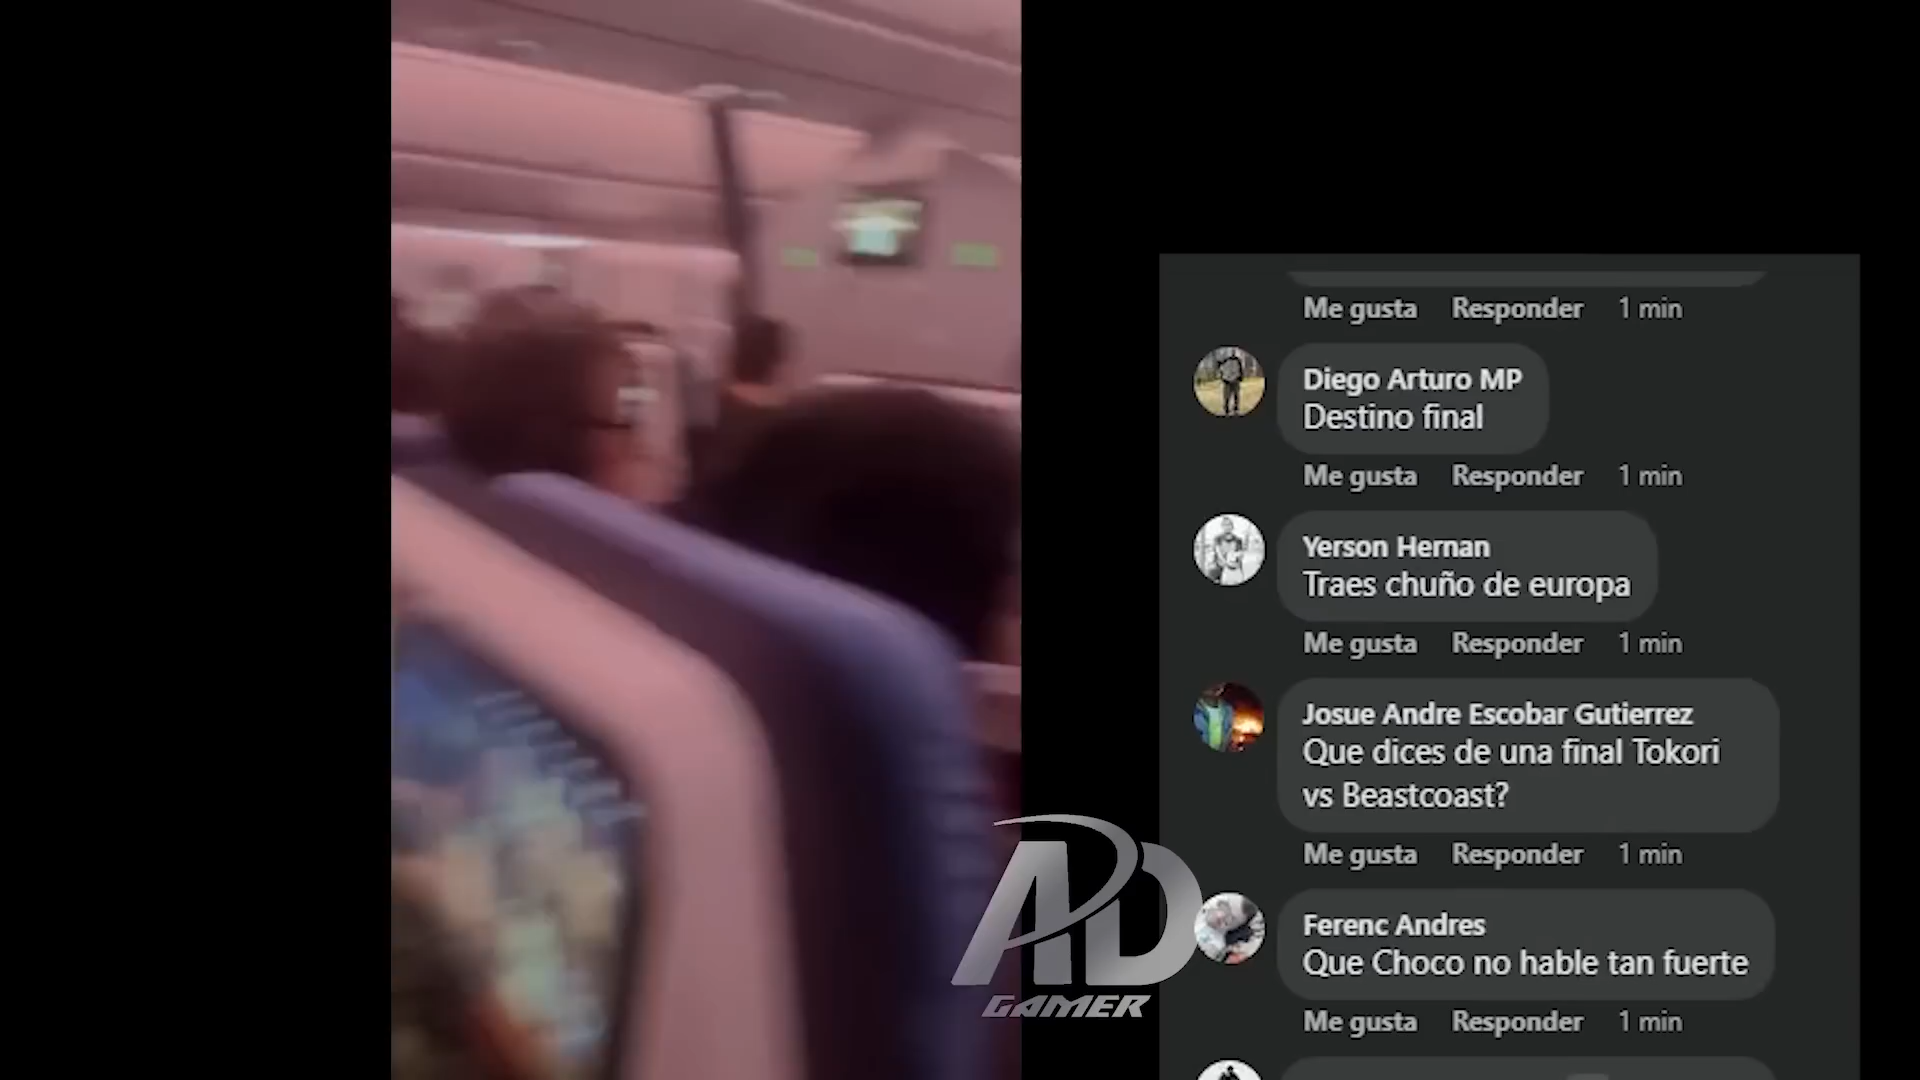 Me gusta Responder 1 min
Diego Arturo MP
Destino final
Me gusta Responder 1 min
Yerson Hernan
Traes chuño de europa
Me gusta Responder 1 min
Josue Andre Escobar Gutierrez
Que dices de una final Tokori
vs Beastcoast?
Me gusta Responder 1 min
Ferenc Andres
Que Choco no hable tan fuerte
Me gusta Responder 1 min
AD
GAMER